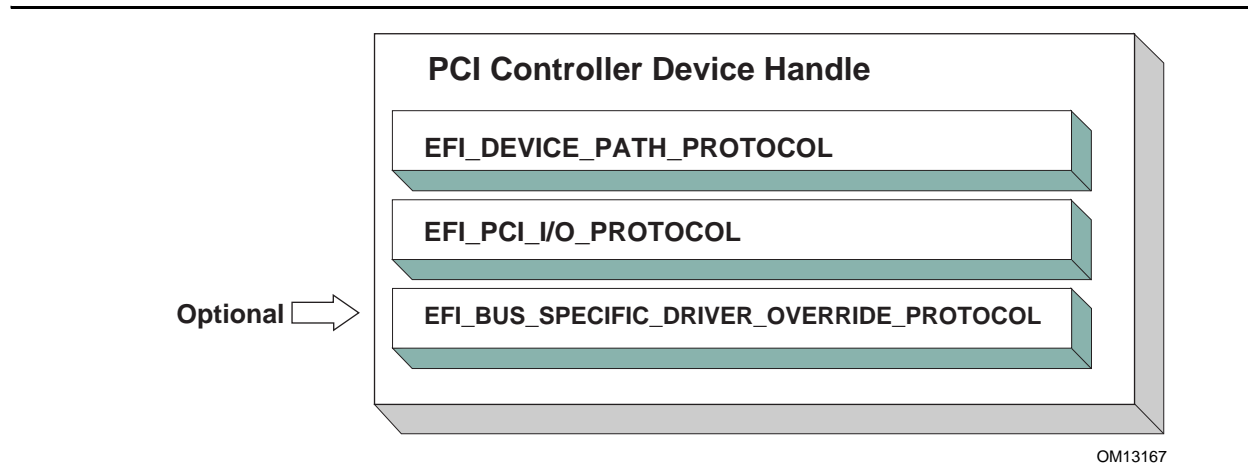 PCI Controller Device Handle
EFI_DEVICE_PATH_PROTOCOL
EFI_PCI_I/O_PROTOCOL
Optional
EFI_BUS_SPECIFIC_DRIVER_OVERRIDE_PROTOCOL
OM13167